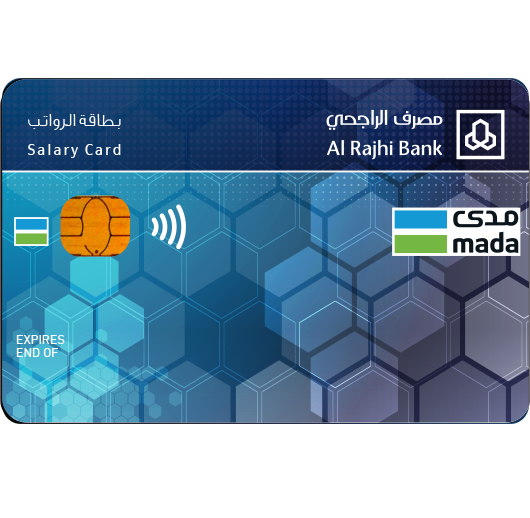 بطاقة الرواتب
Salary Card
مصرف الراجحي
Al Rajhi Bank
مدى
mada
EXPIRES
END OF